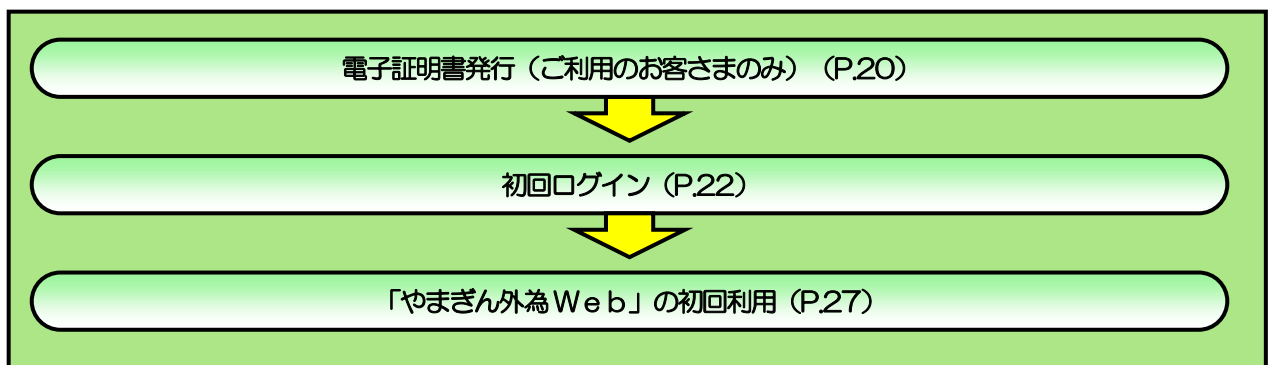 電子証明書発行（ご利用のお客さまのみ）（P.20）
初回ログイン（P.22）
「やまぎん外為Ｗｅｂ」の初回利用（P.27）